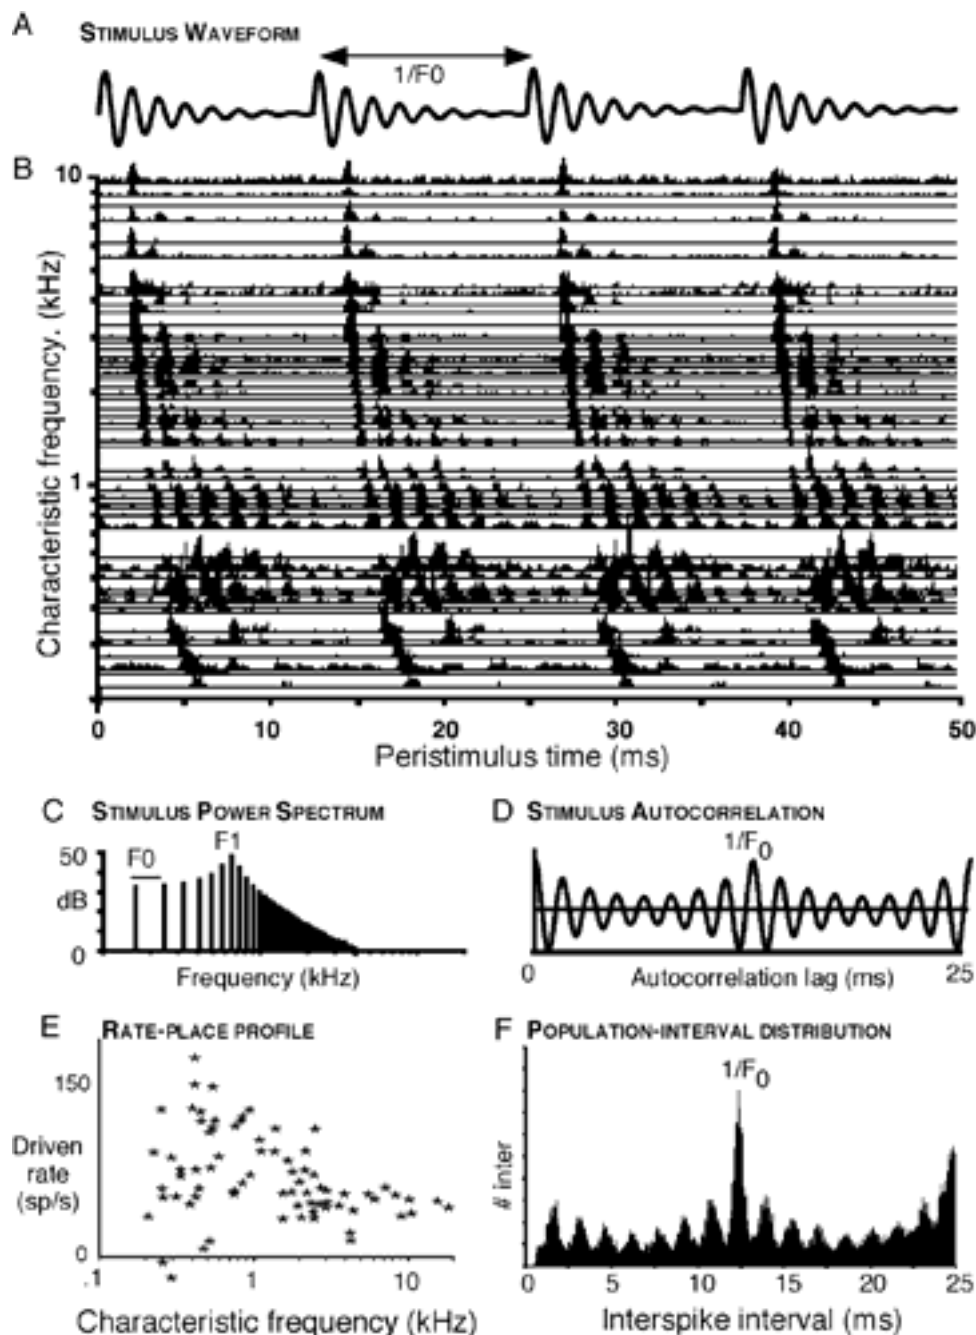 A STIMULUS WAVEFORM
1/F0
B
10
1
Characteristic frequency. (kHz)
0 10 20 30 40 50
Peristimulus time (ms)
C STIMULUS POWER SPECTRUM
F0 F1
50
dB
0
Frequency (kHz)
D STIMULUS AUTOCORRELATION
1/F0
0 25
Autocorrelation lag (ms)
E RATE-PLACE PROFILE
150
Driven
rate
(sp/s)
0
.1 1 10
Characteristic frequency (kHz)
F POPULATION-INTERVAL DISTRIBUTION
1/F0
# inter
0 5 10 15 20 25
Interspike interval (ms)